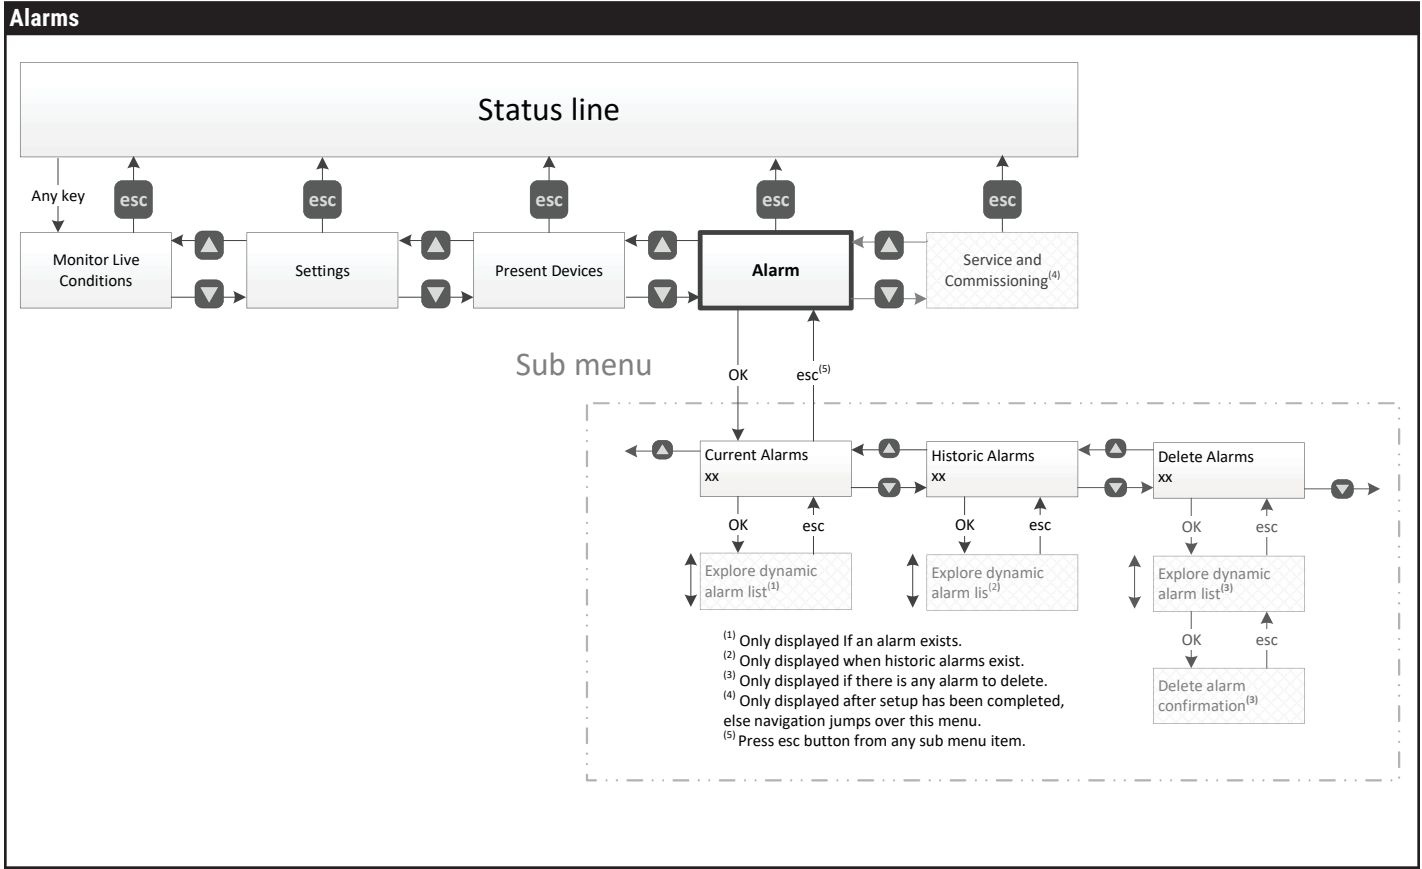 Alarms
Status line
Any key
esc
esc
esc
esc
esc
Monitor Live
Conditions
Settings
Present Devices
Alarm
Service and
Commissioning(4)
Sub menu
OK
esc(5)
Current Alarms
xx
Historic Alarms
xx
Delete Alarms
xx
OK
esc
OK
esc
OK
esc
Explore dynamic
alarm list(1)
Explore dynamic
alarm lis(2)
Explore dynamic
alarm list(3)
OK
esc
Delete alarm
confirmation(3)
(1) Only displayed If an alarm exists.
(2) Only displayed when historic alarms exist.
(3) Only displayed if there is any alarm to delete.
(4) Only displayed after setup has been completed,
else navigation jumps over this menu.
(5) Press esc button from any sub menu item.